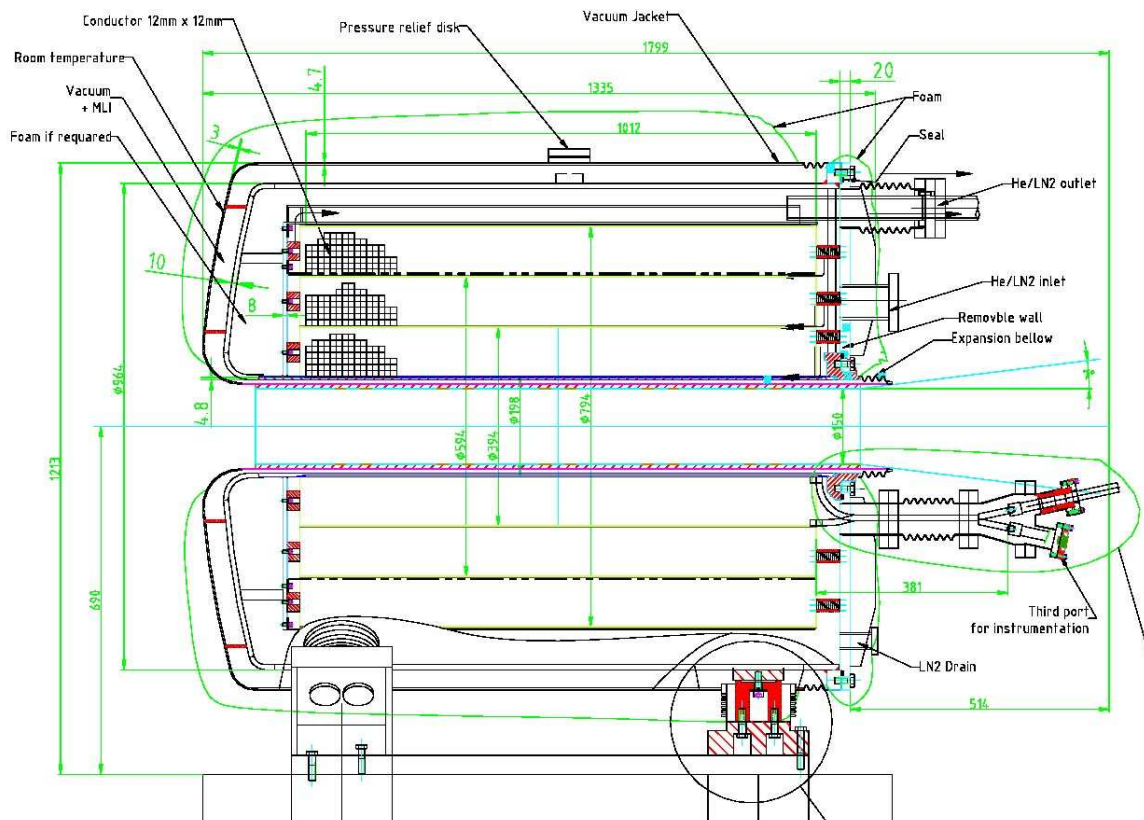 Conductor 12mm x 12mm
Pressure relief disk
Vacuum Jacket
1799
Room temperature
4.7
20
1335
Vacuum
+ MLI
Foam
Foam if requared
3
1012
Seal
He/LN2 outlet
10
8
He/LN2 inlet
Removble wall
Expansion bellow
ϕ964
4.8
ϕ594
ϕ394
ϕ198
ϕ794
ϕ150
1213
690
381
Third port
for instrumentation
LN2 Drain
514